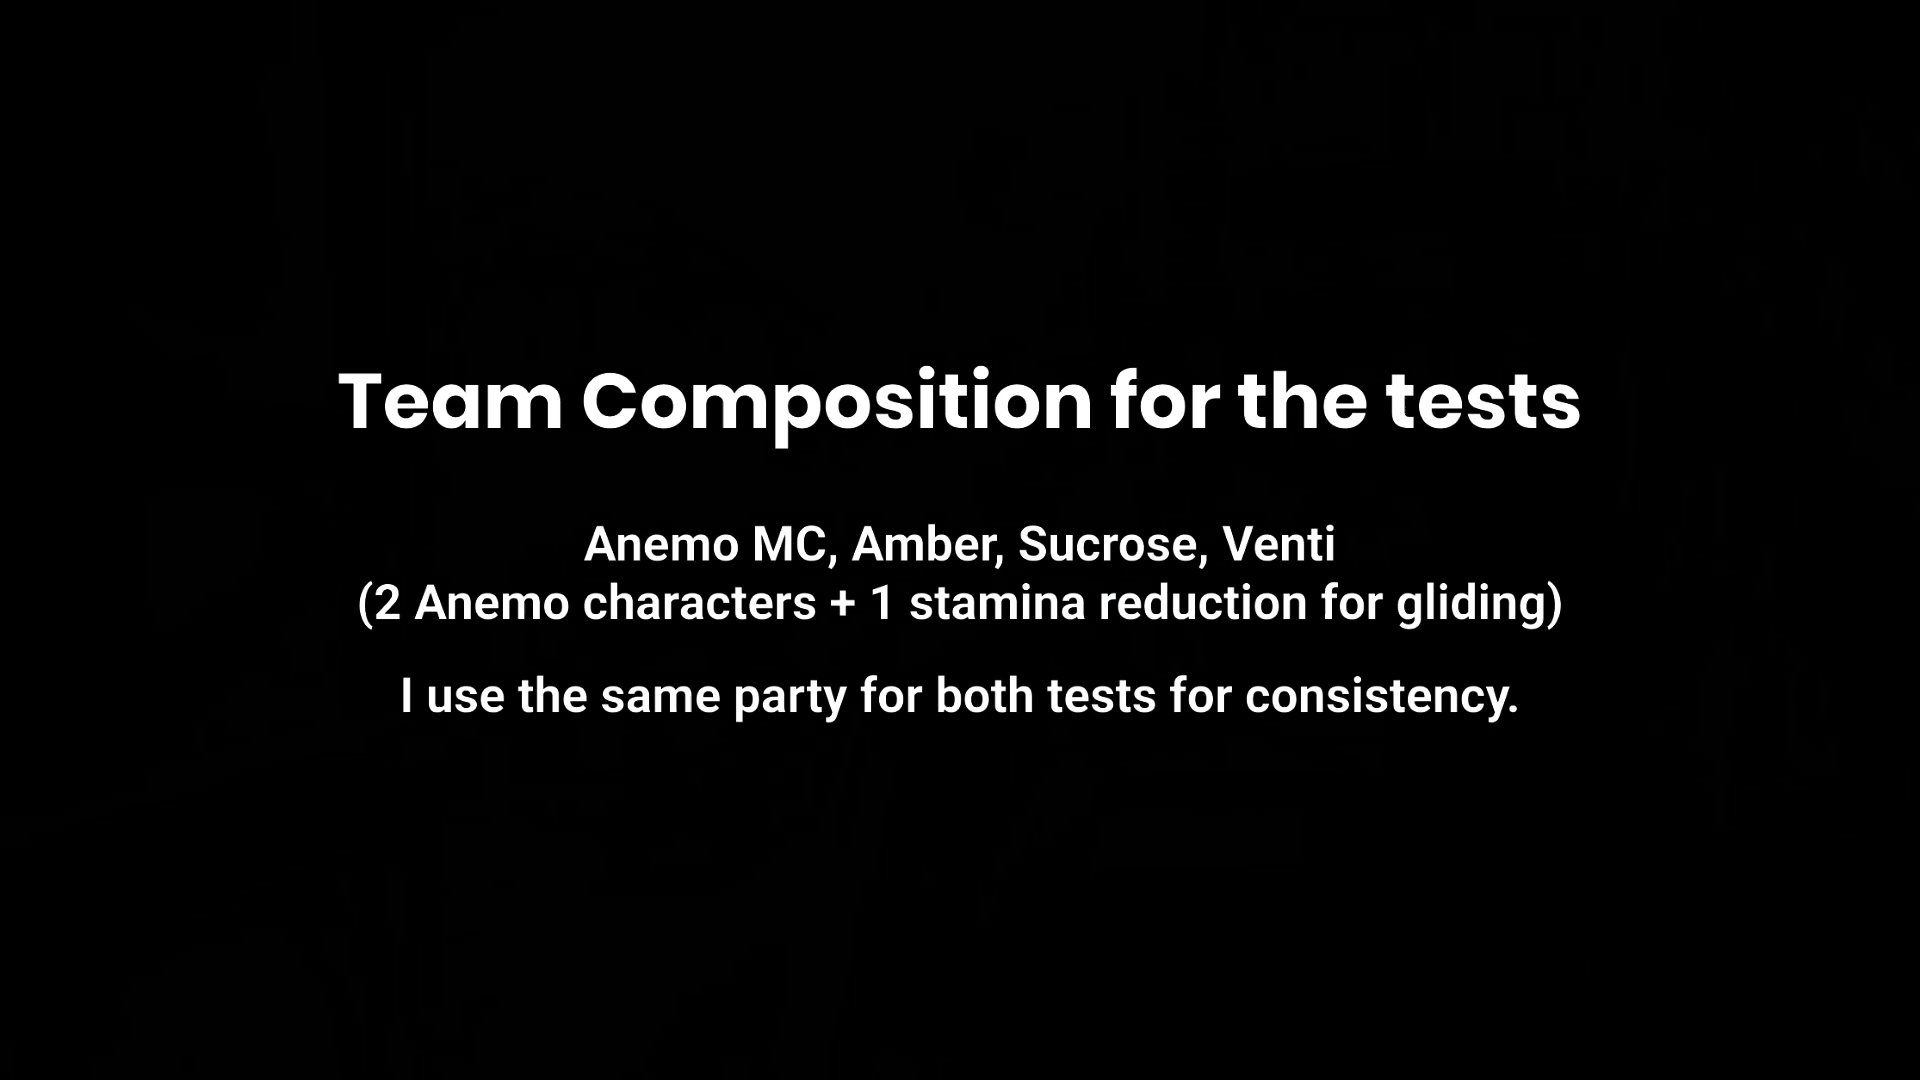 Team Composition for the tests
Anemo MC, Amber, Sucrose, Venti
(2 Anemo characters + 1 stamina reduction for gliding)
I use the same party for both tests for consistency.